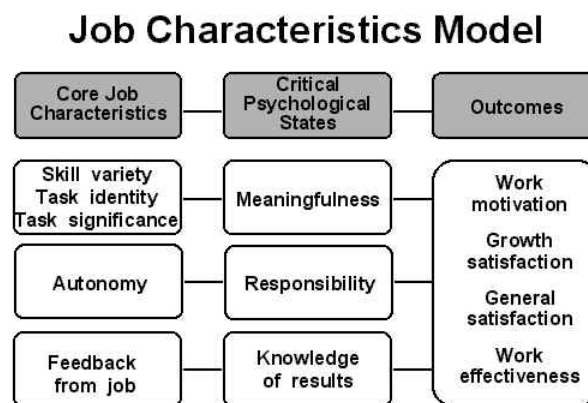 Job Characteristics Model
Core Job
Characteristics
Critical
Psychological
States
Outcomes
Skill variety
Task identity
Task significance
Meaningfulness
Autonomy
Responsibility
Feedback
from job
Knowledge
of results
Work
motivation
Growth
satisfaction
General
satisfaction
Work
effectiveness